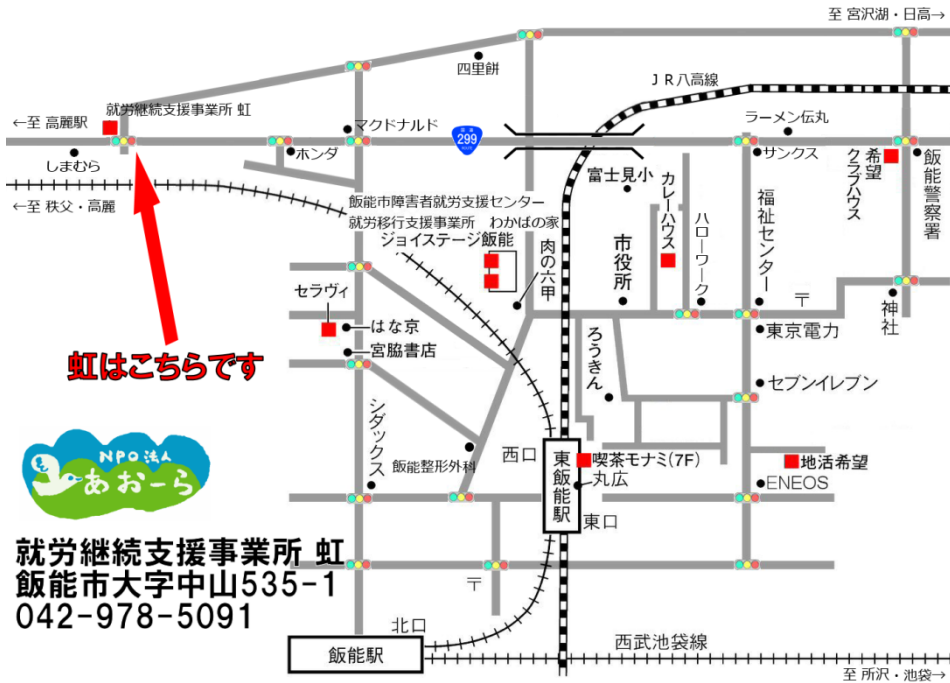 至 宮沢湖・日高→
四里餅
JR八高線
就労継続支援事業所 虹
←至 高麗駅
マクドナルド
国道
299
ラーメン伝丸
しまむら
ホンダ
サンクス
希望
クラブハウス
飯能警察署
富士見小
カレーハウス
←至 秩父・高麗
飯能市障害者就労支援センター
就労移行支援事業所 わかばの家
ジョイステージ飯能
肉の六甲
市役所
ハローワーク
福祉センター
〒
神社
セラヴィ
はな京
宮脇書店
東京電力
虹はこちらです
ろうきん
セブンイレブン
シダックス
飯能整形外科
西口
東飯能駅
喫茶モナミ(7F)
丸広
地活希望
ENEOS
東口
NPO法人
あおーら
就労継続支援事業所 虹
飯能市大字中山535-1
042-978-5091
〒
北口
飯能駅
西武池袋線
至 所沢・池袋→